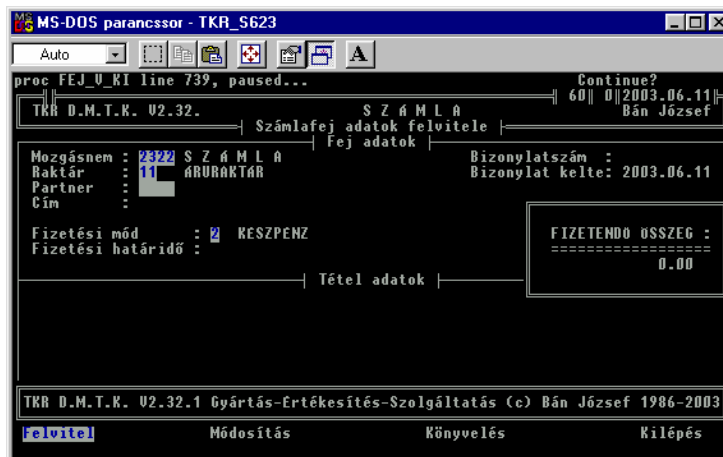 MS-DOS parancssor - TKR_S623
Auto
A
proc FEJ_V_KI line 739, paused... Continue?
60 0 2003.06.11
TKR D.M.T.K. V2.32. S Z Á M L A Bán József
Számlafej adatok felvitele
Fej adatok
Mozgásnem : 2322 S Z Á M L A Bizonylatszám :
Raktár : 11 ÁRURAKTÁR Bizonylat kelte: 2003.06.11
Partner :
Cím :
Fizetési mód : 2 KÉSZPÉNZ FIZETENDŐ ÖSSZEG :
Fizetési határidő : ==================
0.00
Tétel adatok
TKR D.M.T.K. V2.32.1 Gyártás-Értékesítés-Szolgáltatás (c) Bán József 1986-2003
Felvitel Módosítás Könyvelés Kilépés